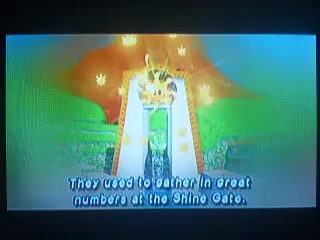 They used to gather in great
numbers at the Shine Gate.